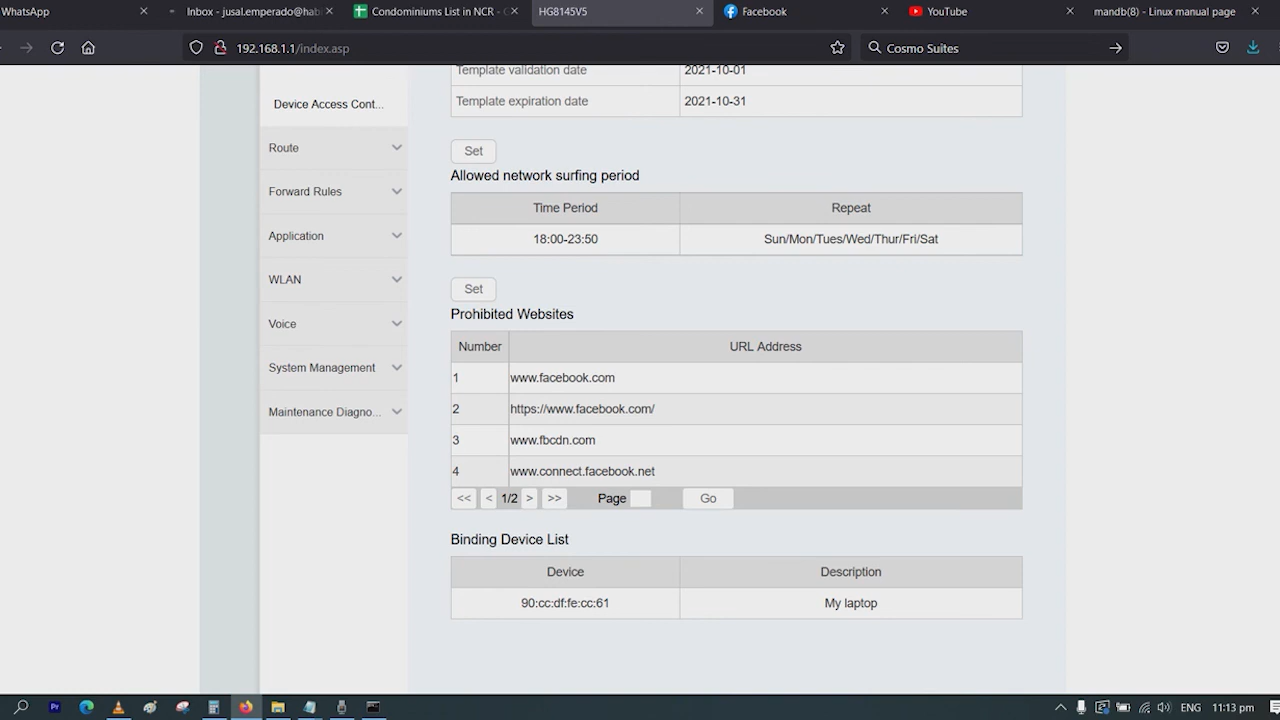 WhatsApp
Inbox - jusal.emperado@hab
Condominiums List in NCR - G
HG8145V5
Facebook
YouTube
mandb(8) - Linux manual page
192.168.1.1/index.asp
Cosmo Suites
Template validation date 2021-10-01
Device Access Cont...
Template expiration date 2021-10-31
Route
Forward Rules
Application
WLAN
Voice
System Management
Maintenance Diagno...
Set
Allowed network surfing period
Time Period Repeat
18:00-23:50 Sun/Mon/Tues/Wed/Thur/Fri/Sat
Set
Prohibited Websites
Number URL Address
1 www.facebook.com
2 https://www.facebook.com/
3 www.fbcdn.com
4 www.connect.facebook.net
<< < 1/2 > >> Page Go
Binding Device List
Device Description
90:cc:df:fe:cc:61 My laptop
Pr
11:13 pm